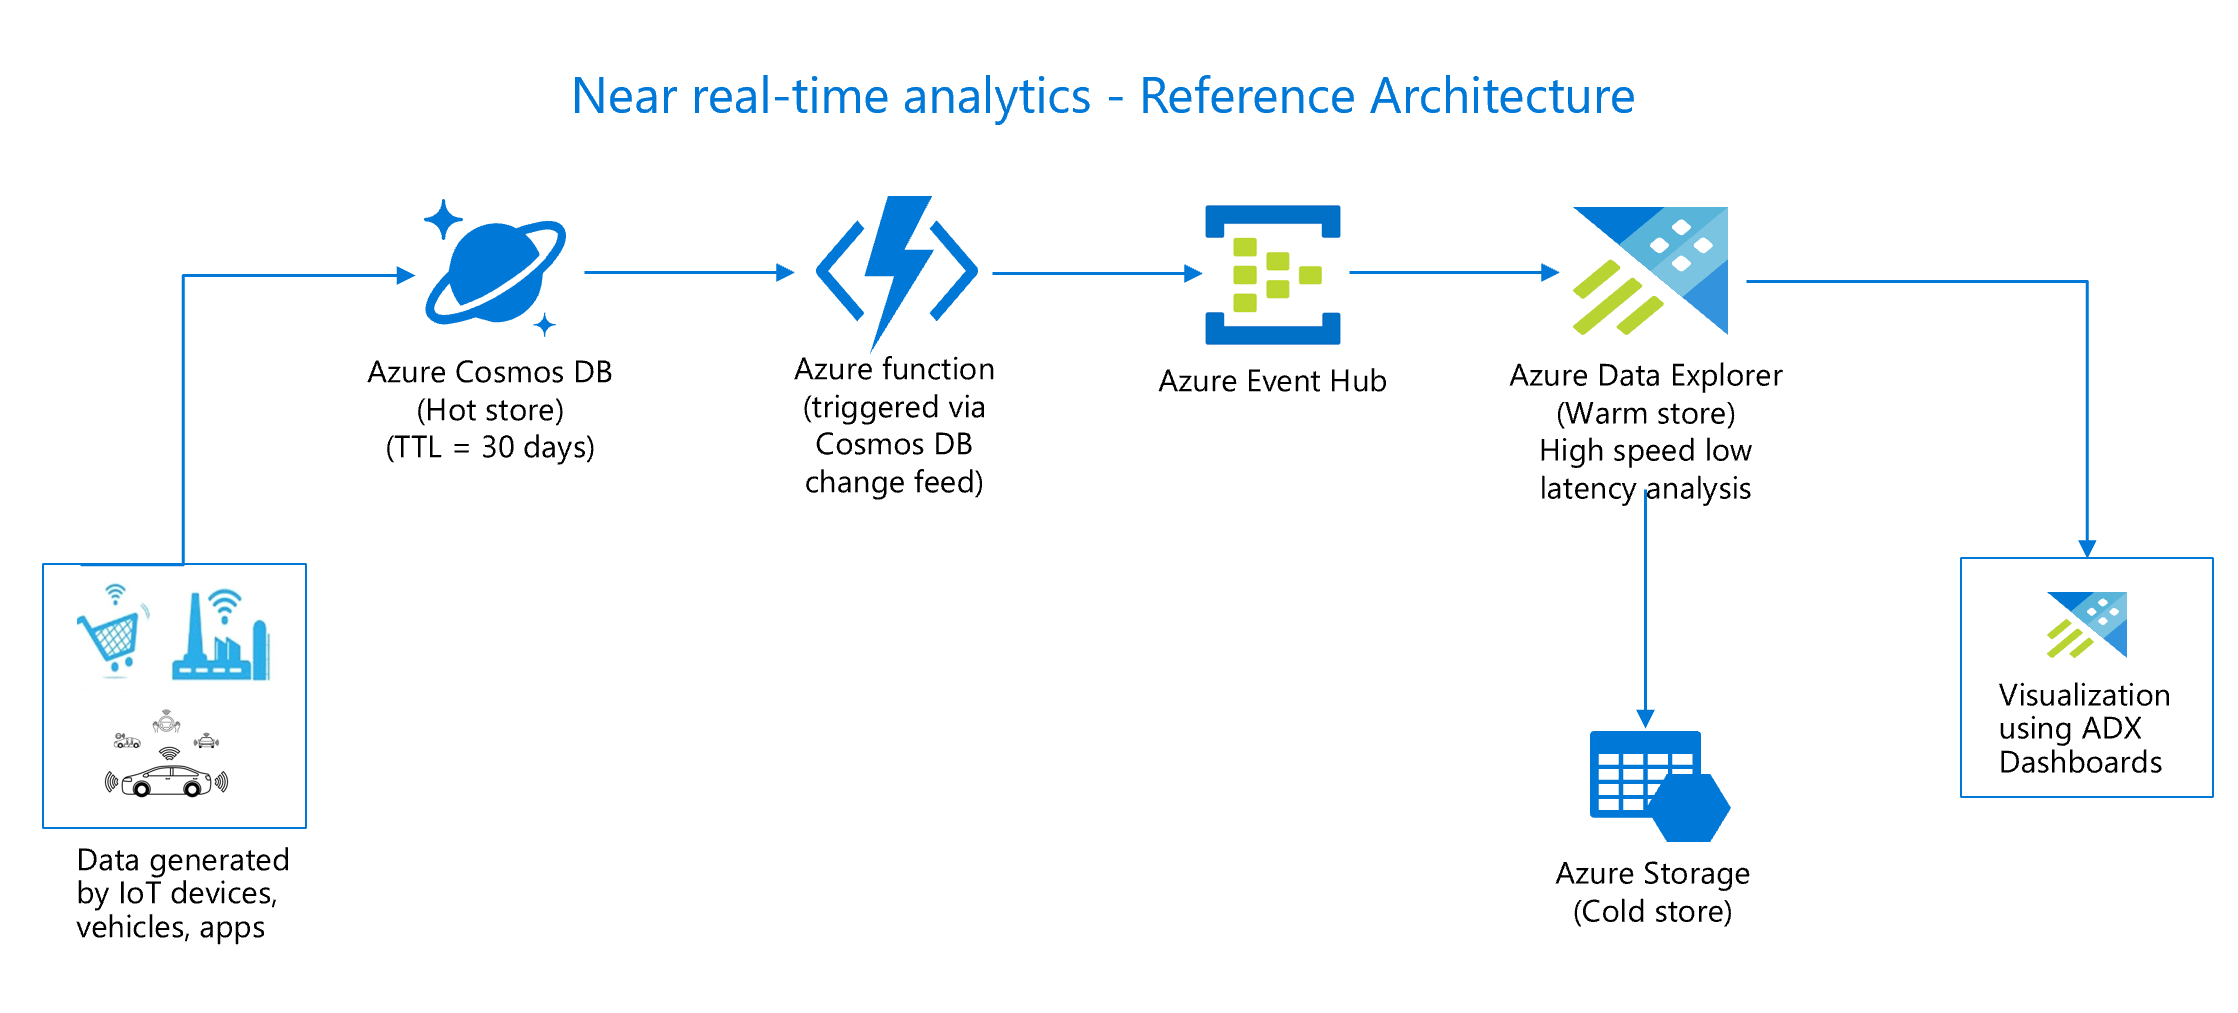 Near real-time analytics - Reference Architecture
Azure Cosmos DB
(Hot store)
(TTL = 30 days)
Azure function
(triggered via
Cosmos DB
change feed)
Azure Event Hub
Azure Data Explorer
(Warm store)
High speed low
latency analysis
Visualization
using ADX
Dashboards
Data generated
by IoT devices,
vehicles, apps
Azure Storage
(Cold store)